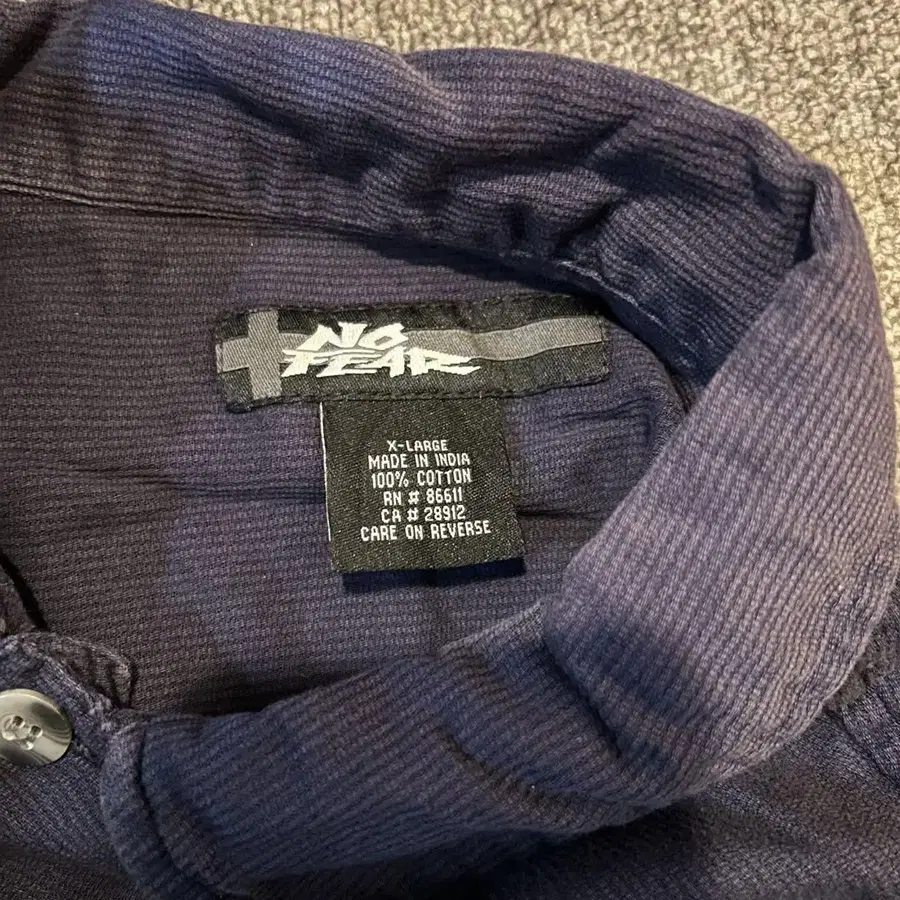 NO
FEAR
X-LARGE
MADE IN INDIA
100% COTTON
RN # 86611
CA # 28912
CARE ON REVERSE